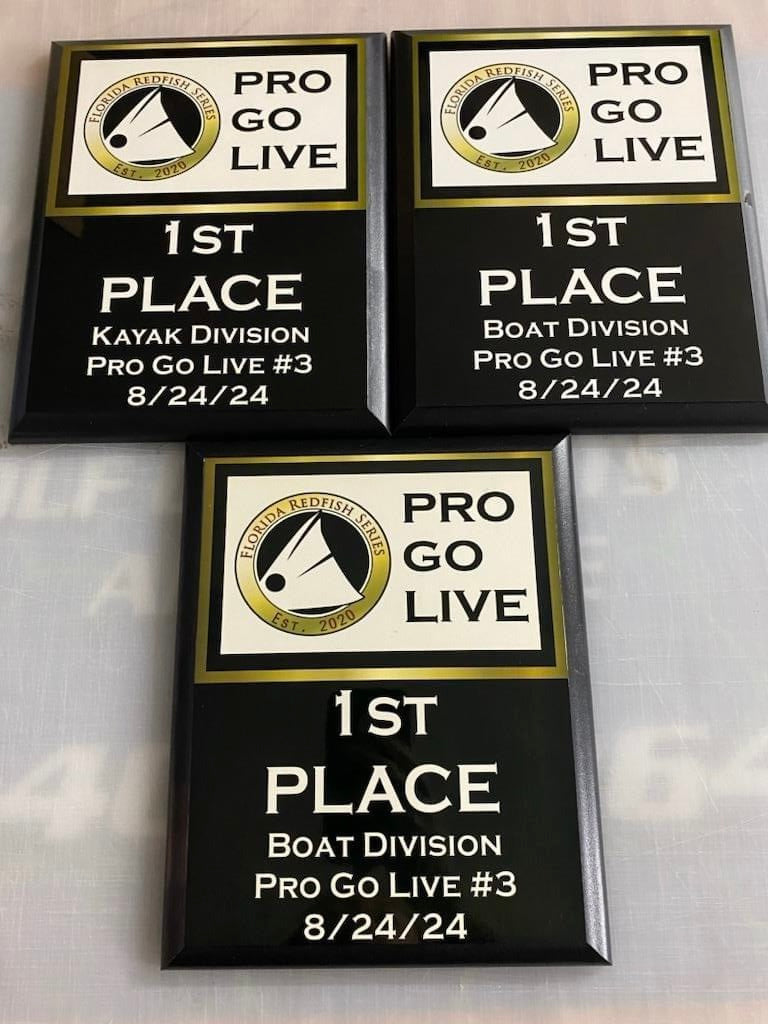 FLORIDA REDFISH SERIES
EST. 2020
PRO
GO
LIVE
1ST
PLACE
KAYAK DIVISION
PRO GO LIVE #3
8/24/24
FLORIDA REDFISH SERIES
EST. 2020
PRO
GO
LIVE
1ST
PLACE
BOAT DIVISION
PRO GO LIVE #3
8/24/24
FLORIDA REDFISH SERIES
EST. 2020
PRO
GO
LIVE
1ST
PLACE
BOAT DIVISION
PRO GO LIVE #3
8/24/24